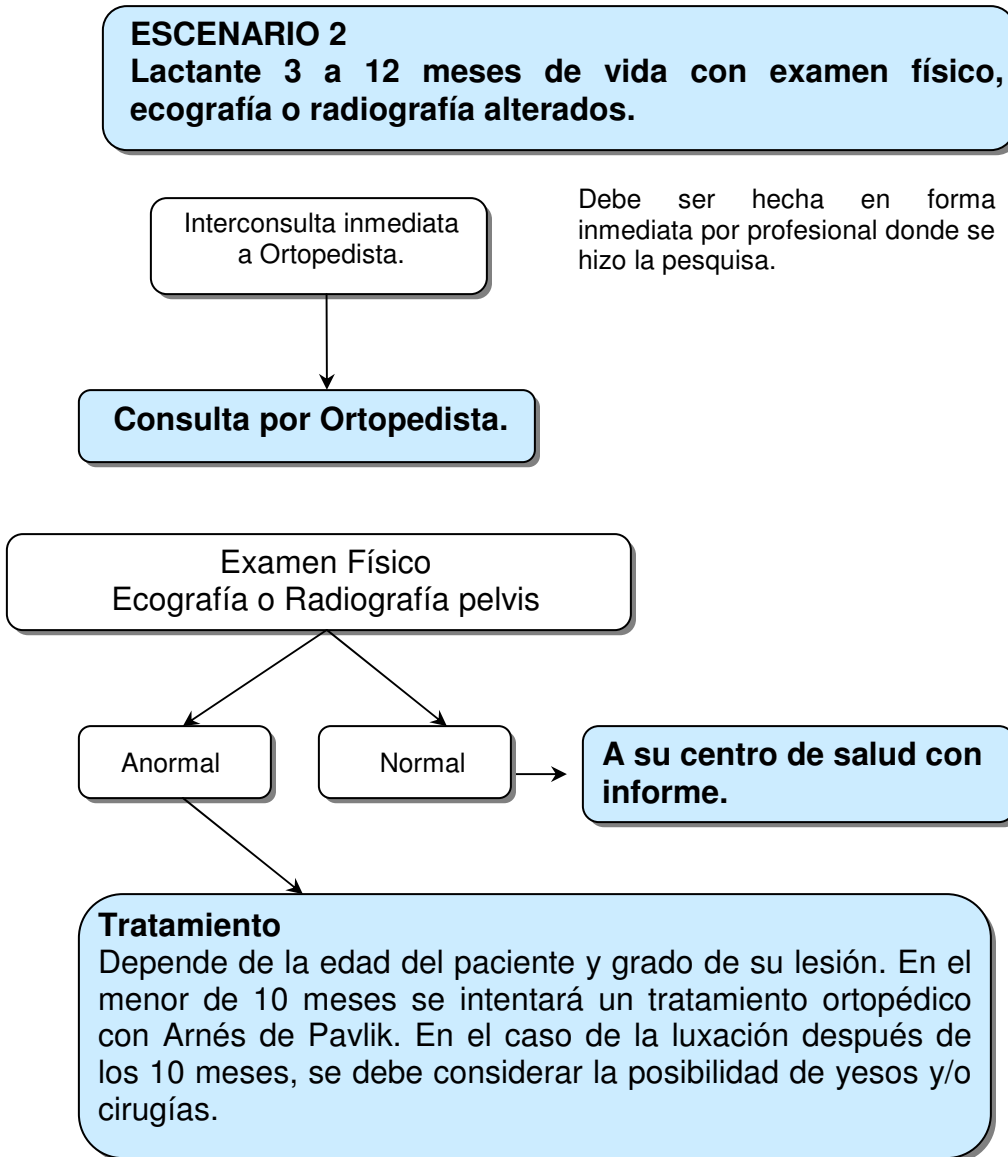 ESCENARIO 2
Lactante 3 a 12 meses de vida con examen físico,
ecografía o radiografía alterados.
Interconsulta inmediata
a Ortopedista.
Debe ser hecha en forma
inmediata por profesional donde se
hizo la pesquisa.
Consulta por Ortopedista.
Examen Físico
Ecografía o Radiografía pelvis
Anormal
Normal
A su centro de salud con
informe.
Tratamiento
Depende de la edad del paciente y grado de su lesión. En el
menor de 10 meses se intentará un tratamiento ortopédico
con Arnés de Pavlik. En el caso de la luxación después de
los 10 meses, se debe considerar la posibilidad de yesos y/o
cirugías.